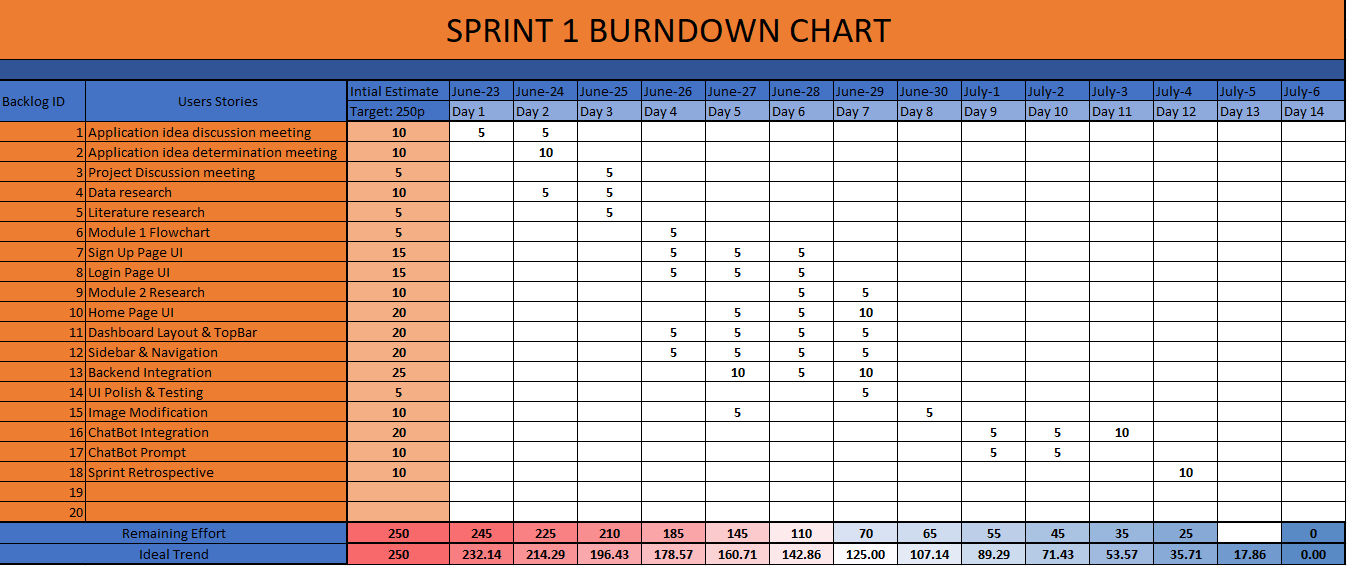 SPRINT 1 BURNDOWN CHART
Backlog ID Users Stories Intial Estimate June-23 June-24 June-25 June-26 June-27 June-28 June-29 June-30 July-1 July-2 July-3 July-4 July-5 July-6
Target: 250p Day 1 Day 2 Day 3 Day 4 Day 5 Day 6 Day 7 Day 8 Day 9 Day 10 Day 11 Day 12 Day 13 Day 14
1 Application idea discussion meeting 10 5 5
2 Application idea determination meeting 10 10
3 Project Discussion meeting 5 5
4 Data research 10 5 5
5 Literature research 5 5
6 Module 1 Flowchart 5 5
7 Sign Up Page UI 15 5 5 5
8 Login Page UI 15 5 5 5
9 Module 2 Research 10 5 5
10 Home Page UI 20 5 5 10
11 Dashboard Layout & TopBar 20 5 5 5 5
12 Sidebar & Navigation 20 5 5 5 5
13 Backend Integration 25 10 5 10
14 UI Polish & Testing 5 5
15 Image Modification 10 5 5
16 ChatBot Integration 20 5 5 10
17 ChatBot Prompt 10 5 5
18 Sprint Retrospective 10 10
19
20
Remaining Effort 250 245 225 210 185 145 110 70 65 55 45 35 25 0
Ideal Trend 250 232.14 214.29 196.43 178.57 160.71 142.86 125.00 107.14 89.29 71.43 53.57 35.71 17.86 0.00